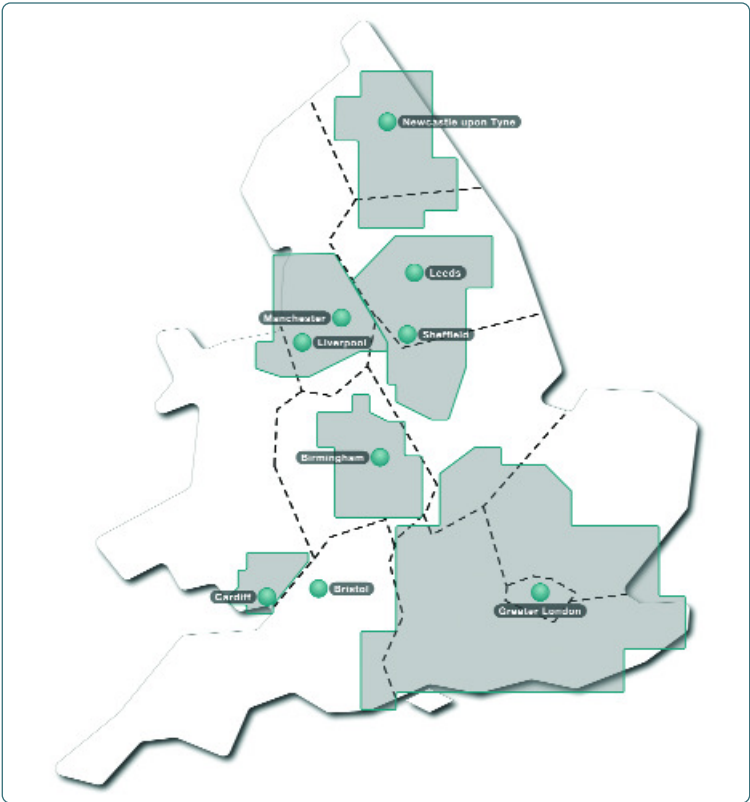 Newcastle upon Tyne
Leeds
Manchester
Sheffield
Liverpool
Birmingham
Bristol
Cardiff
Greater London